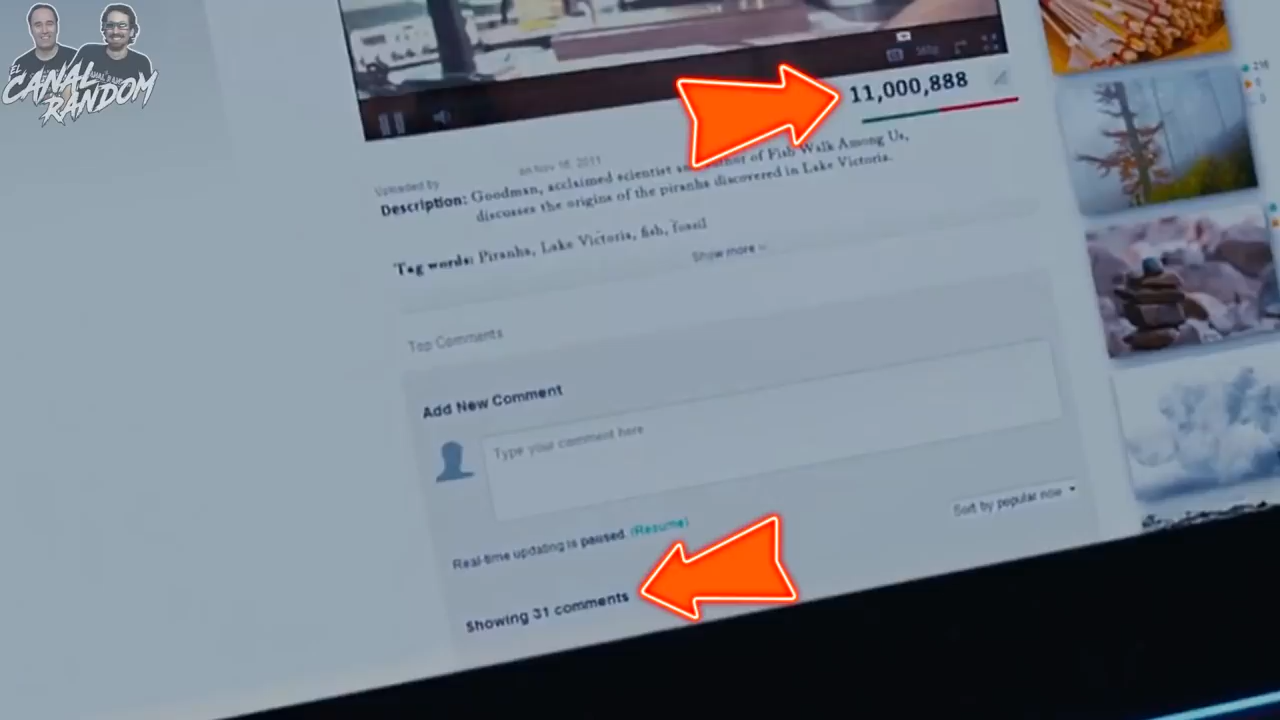 EL
CANAL
RANDOM
360p
11,000,888
216
Uploaded by
on Nov 16, 2011
Description: Goodman, acclaimed scientist and author of Fish Walk Among Us,
discusses the origins of the piranha discovered in Lake Victoria.
Tag words: Piranha, Lake Victoria, fish, fossil
Show more
Top Comments
Add New Comment
Type your comment here
Sort by popular now
Real-time updating is paused. (Resume)
Showing 31 comments